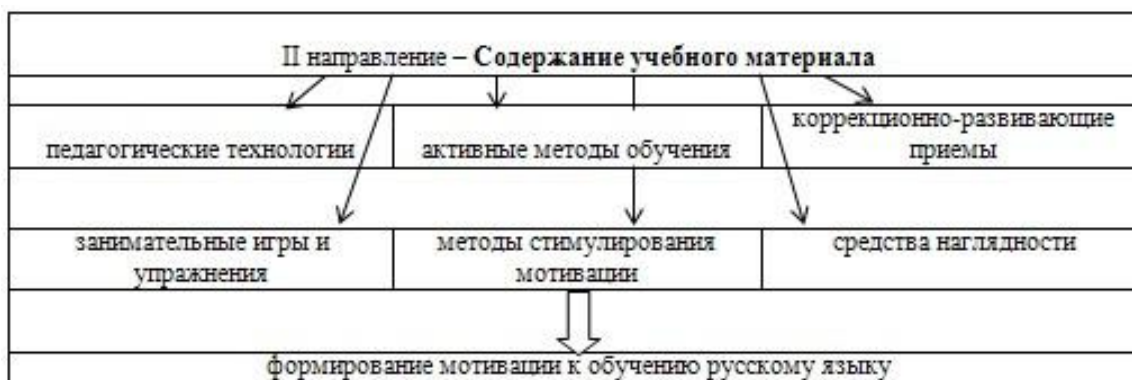 II направление – Содержание учебного материала
педагогические технологии
активные методы обучения
коррекционно-развивающие
приемы
занимательные игры и
упражнения
методы стимулирования
мотивации
средства наглядности
формирование мотивации к обучению русскому языку